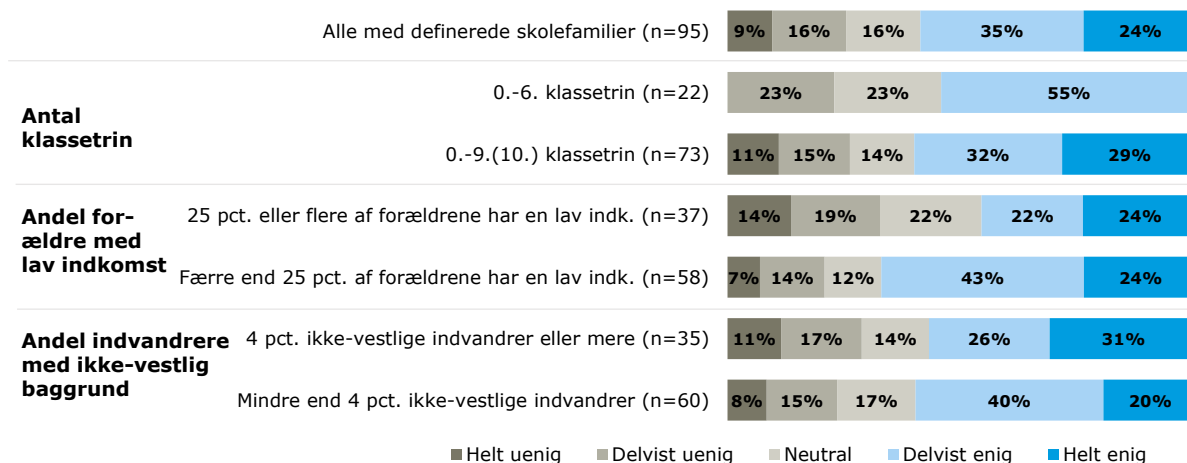 Alle med definerede skolefamilier (n=95) 9% 16% 16% 35% 24%
Antal
klassetrin
0.-6. klassetrin (n=22) 23% 23% 55%
0.-9.(10.) klassetrin (n=73) 11% 15% 14% 32% 29%
Andel for-
ældre med
lav indkomst
25 pct. eller flere af forældrene har en lav indk. (n=37) 14% 19% 22% 22% 24%
Færre end 25 pct. af forældrene har en lav indk. (n=58) 7% 14% 12% 43% 24%
Andel indvandrere
med ikke-vestlig
baggrund
4 pct. ikke-vestlige indvandrer eller mere (n=35) 11% 17% 14% 26% 31%
Mindre end 4 pct. ikke-vestlige indvandrer (n=60) 8% 15% 17% 40% 20%
Helt uenig Delvist uenig Neutral Delvist enig Helt enig